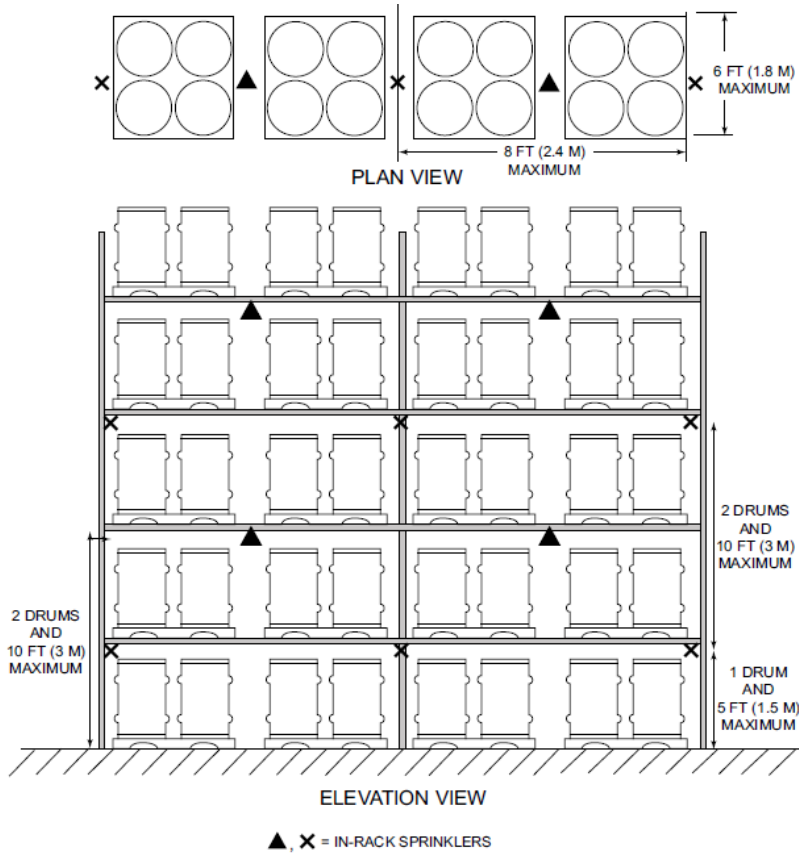 6 FT (1.8 M)
MAXIMUM
8 FT (2.4 M)
MAXIMUM
PLAN VIEW
2 DRUMS
AND
10 FT (3 M)
MAXIMUM
2 DRUMS
AND
10 FT (3 M)
MAXIMUM
1 DRUM
AND
5 FT (1.5 M)
MAXIMUM
ELEVATION VIEW
▲, ✕ = IN-RACK SPRINKLERS